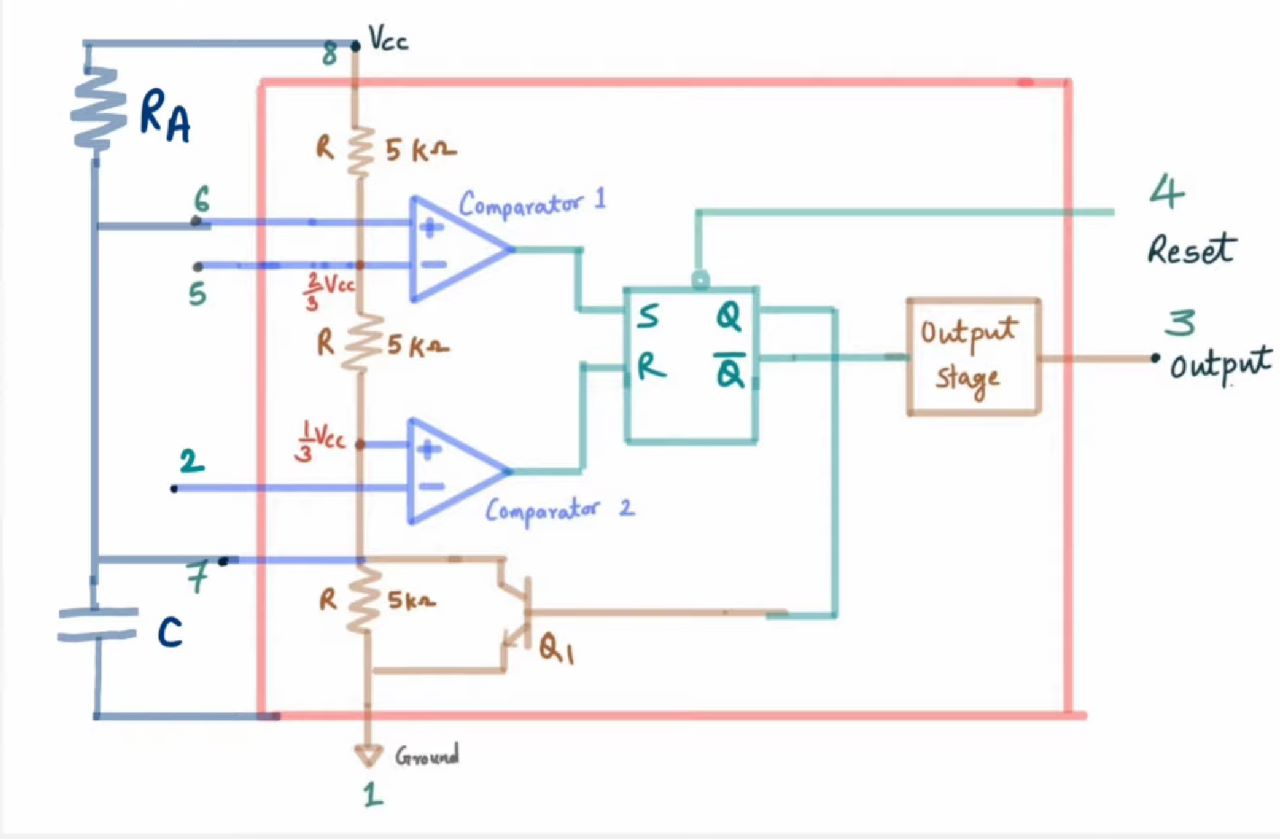 8 Vcc
RA
R 5 kΩ
6
Comparator 1
+
−
5
2/3 Vcc
4
Reset
S Q
R Q̅
Output
stage
3
Output
R 5 kΩ
1/3 Vcc
+
−
2
Comparator 2
7
R 5kΩ
C
Q1
Ground
1